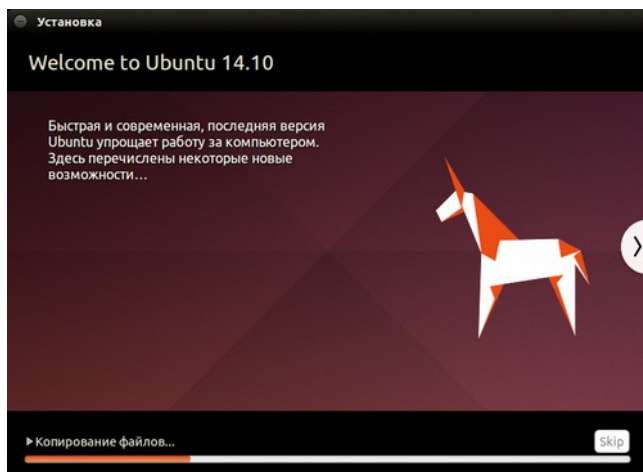 Установка
Welcome to Ubuntu 14.10
Быстрая и современная, последняя версия
Ubuntu упрощает работу за компьютером.
Здесь перечислены некоторые новые
возможности…
Копирование файлов...
Skip